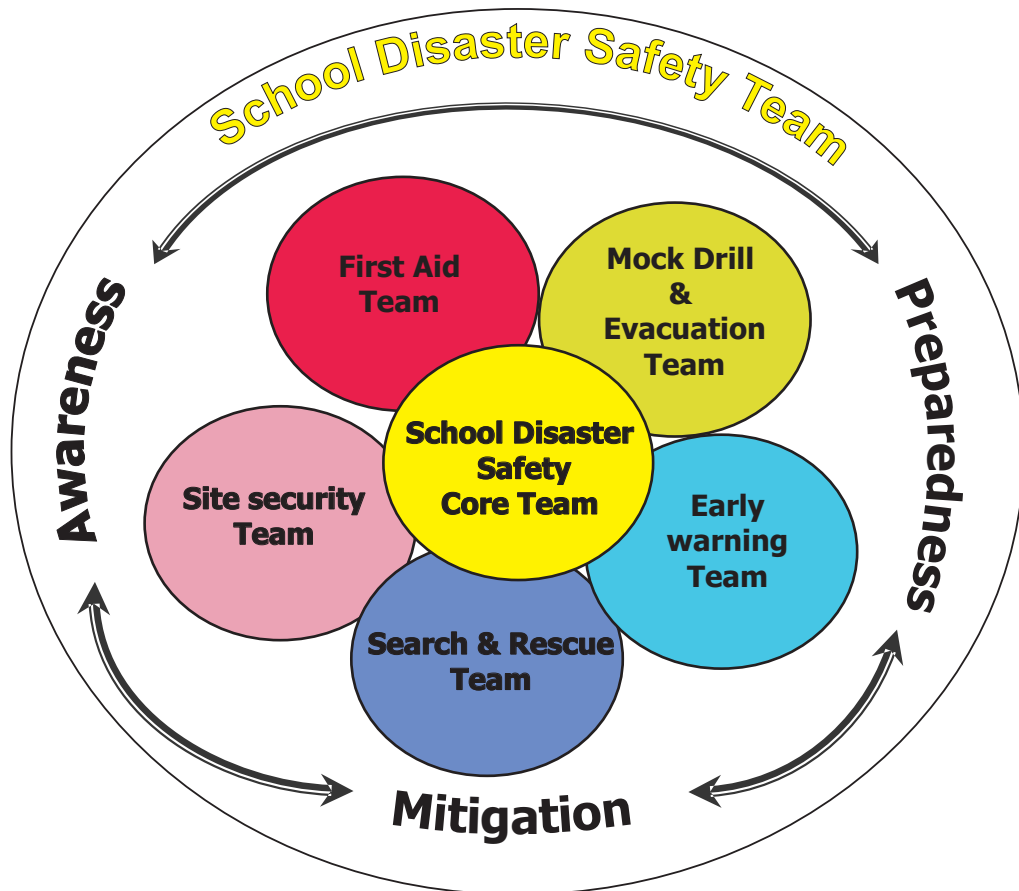 School Disaster Safety Team
First Aid
Team
Mock Drill
&
Evacuation
Team
School Disaster
Safety
Core Team
Site security
Team
Early
warning
Team
Search & Rescue
Team
Awareness
Preparedness
Mitigation